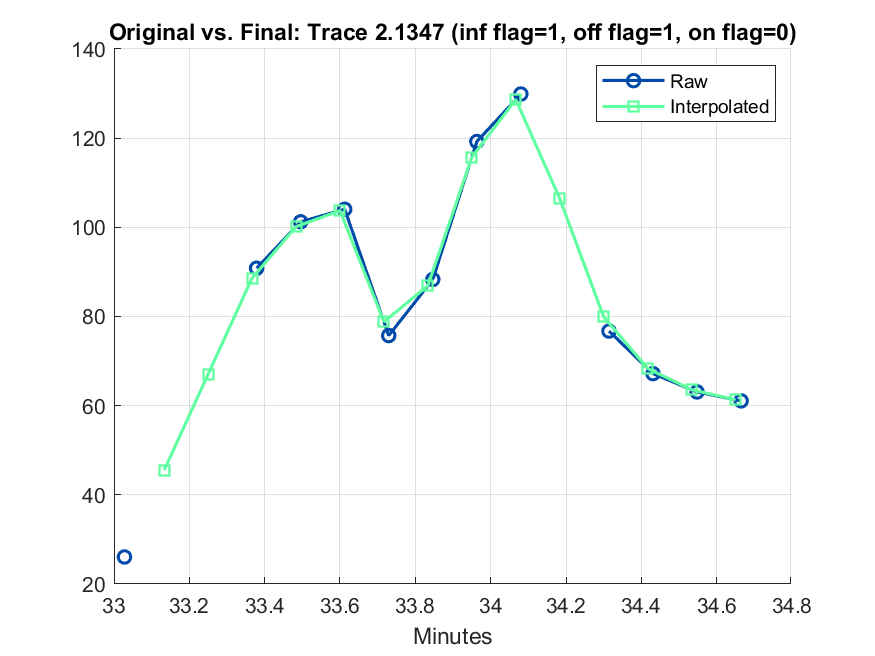 Original vs. Final: Trace 2.1347 (inf flag=1, off flag=1, on flag=0)
140
120
100
80
60
40
20
Raw
Interpolated
33 33.2 33.4 33.6 33.8 34 34.2 34.4 34.6 34.8
Minutes